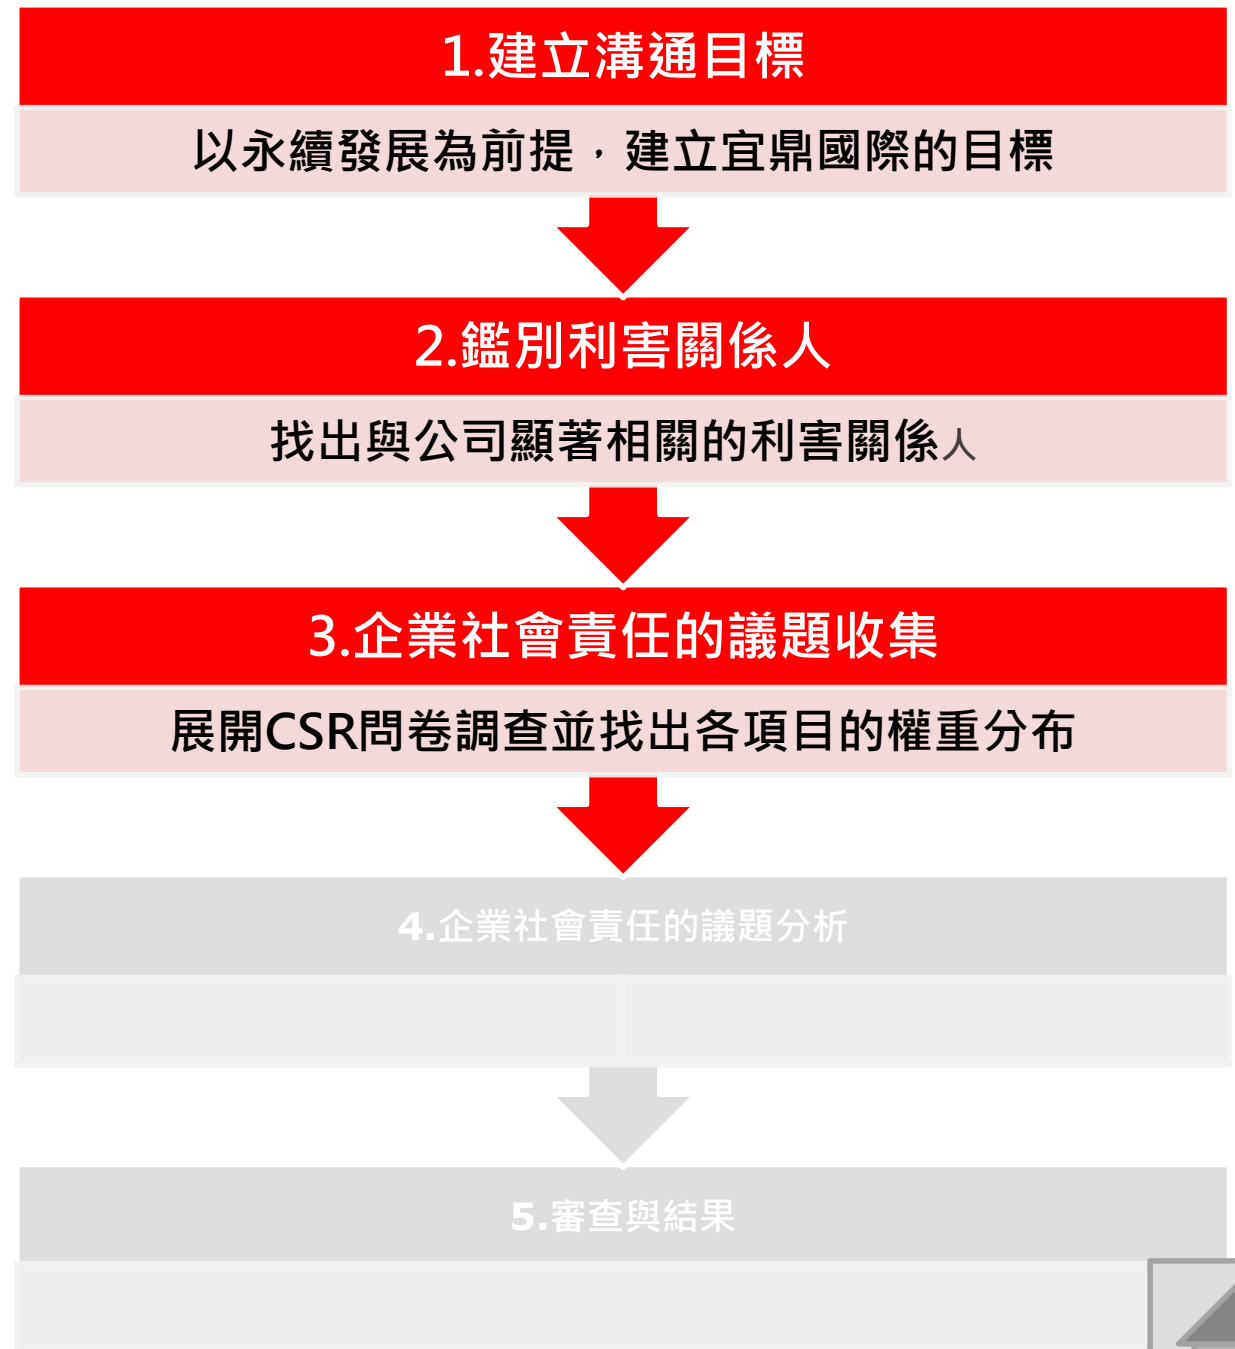 1.建立溝通目標
以永續發展為前提，建立宜鼎國際的目標
2.鑑別利害關係人
找出與公司顯著相關的利害關係人
3.企業社會責任的議題收集
展開CSR問卷調查並找出各項目的權重分布
4.企業社會責任的議題分析
5.審查與結果